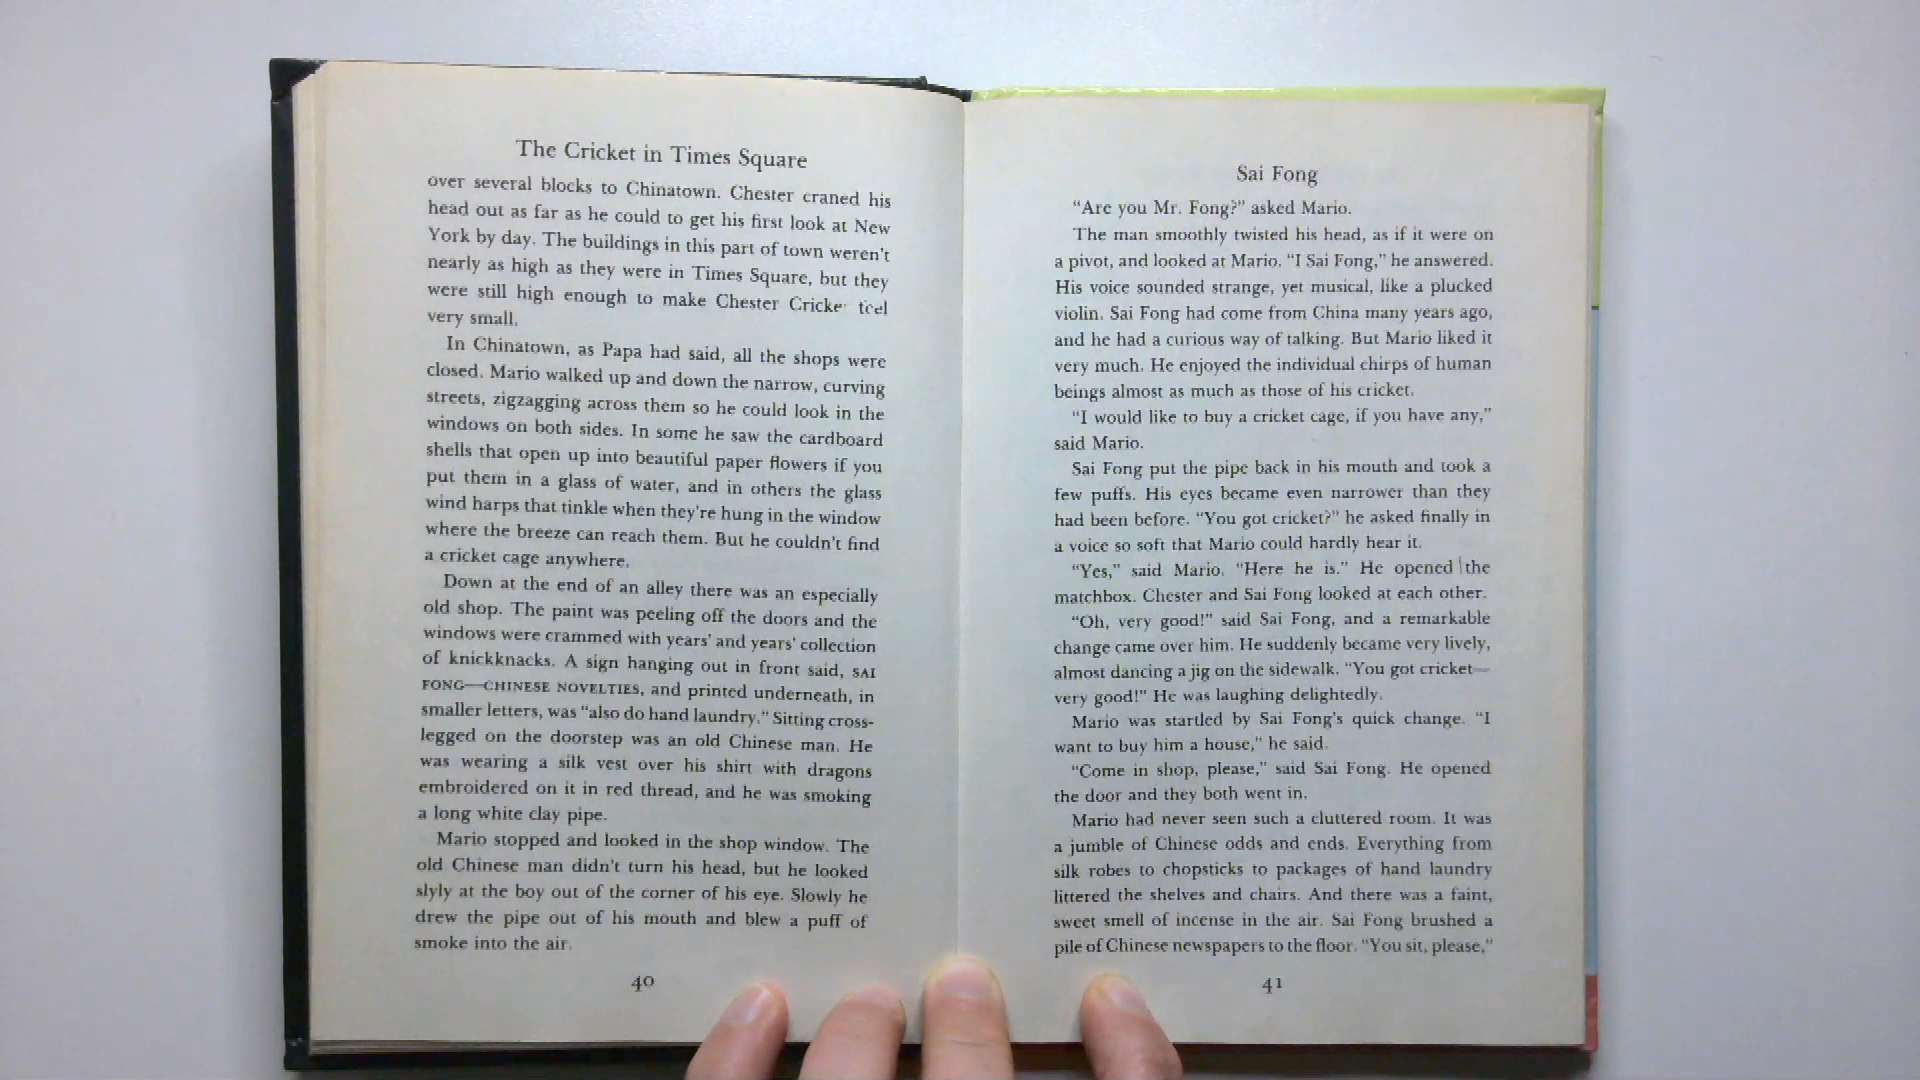 The Cricket in Times Square
over several blocks to Chinatown. Chester craned his
head out as far as he could to get his first look at New
York by day. The buildings in this part of town weren't
nearly as high as they were in Times Square, but they
were still high enough to make Chester Cricket feel
very small.
In Chinatown, as Papa had said, all the shops were
closed. Mario walked up and down the narrow, curving
streets, zigzagging across them so he could look in the
windows on both sides. In some he saw the cardboard
shells that open up into beautiful paper flowers if you
put them in a glass of water, and in others the glass
wind harps that tinkle when they're hung in the window
where the breeze can reach them. But he couldn't find
a cricket cage anywhere.
Down at the end of an alley there was an especially
old shop. The paint was peeling off the doors and the
windows were crammed with years' and years' collection
of knickknacks. A sign hanging out in front said, SAI
FONG—CHINESE NOVELTIES, and printed underneath, in
smaller letters, was "also do hand laundry." Sitting cross-
legged on the doorstep was an old Chinese man. He
was wearing a silk vest over his shirt with dragons
embroidered on it in red thread, and he was smoking
a long white clay pipe.
Mario stopped and looked in the shop window. The
old Chinese man didn't turn his head, but he looked
slyly at the boy out of the corner of his eye. Slowly he
drew the pipe out of his mouth and blew a puff of
smoke into the air.
40
Sai Fong
"Are you Mr. Fong?" asked Mario.
The man smoothly twisted his head, as if it were on
a pivot, and looked at Mario. "I Sai Fong," he answered.
His voice sounded strange, yet musical, like a plucked
violin. Sai Fong had come from China many years ago,
and he had a curious way of talking. But Mario liked it
very much. He enjoyed the individual chirps of human
beings almost as much as those of his cricket.
"I would like to buy a cricket cage, if you have any,"
said Mario.
Sai Fong put the pipe back in his mouth and took a
few puffs. His eyes became even narrower than they
had been before. "You got cricket?" he asked finally in
a voice so soft that Mario could hardly hear it.
"Yes," said Mario. "Here he is." He opened the
matchbox. Chester and Sai Fong looked at each other.
"Oh, very good!" said Sai Fong, and a remarkable
change came over him. He suddenly became very lively,
almost dancing a jig on the sidewalk. "You got cricket—
very good!" He was laughing delightedly.
Mario was startled by Sai Fong's quick change. "I
want to buy him a house," he said.
"Come in shop, please," said Sai Fong. He opened
the door and they both went in.
Mario had never seen such a cluttered room. It was
a jumble of Chinese odds and ends. Everything from
silk robes to chopsticks to packages of hand laundry
littered the shelves and chairs. And there was a faint,
sweet smell of incense in the air. Sai Fong brushed a
pile of Chinese newspapers to the floor. "You sit, please,"
41